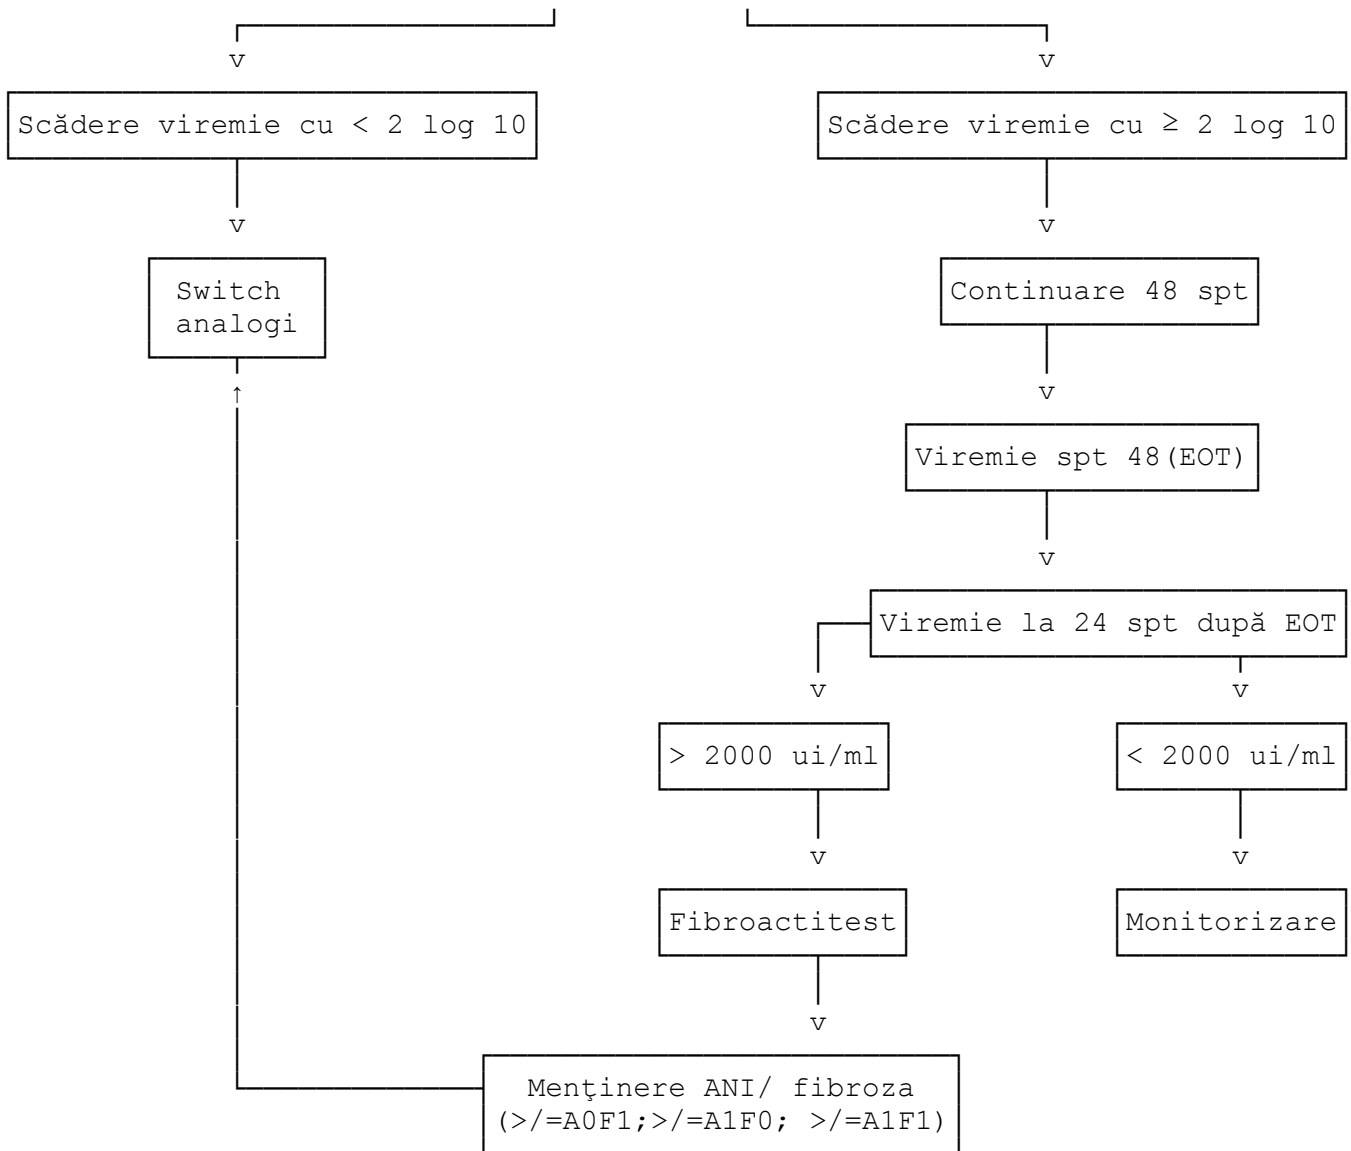 Scădere viremie cu < 2 log 10
Scădere viremie cu ≥ 2 log 10
Switch
analogi
Continuare 48 spt
Viremie spt 48(EOT)
Viremie la 24 spt după EOT
> 2000 ui/ml
< 2000 ui/ml
Fibroactitest
Monitorizare
Menţinere ANI/ fibroza
(>/=A0F1;>/=A1F0; >/=A1F1)